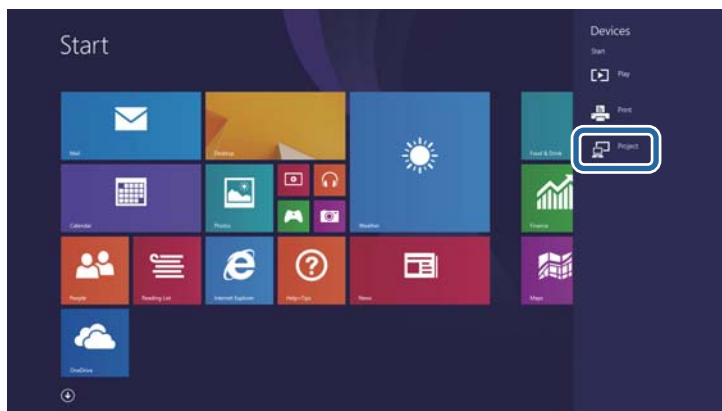 Start
Devices
Start
Play
Print
Project
Mail
Desktop
Weather
Food & Drink
Calendar
Photos
Finance
People
Reading List
Internet Explorer
Help+Tips
News
Maps
OneDrive